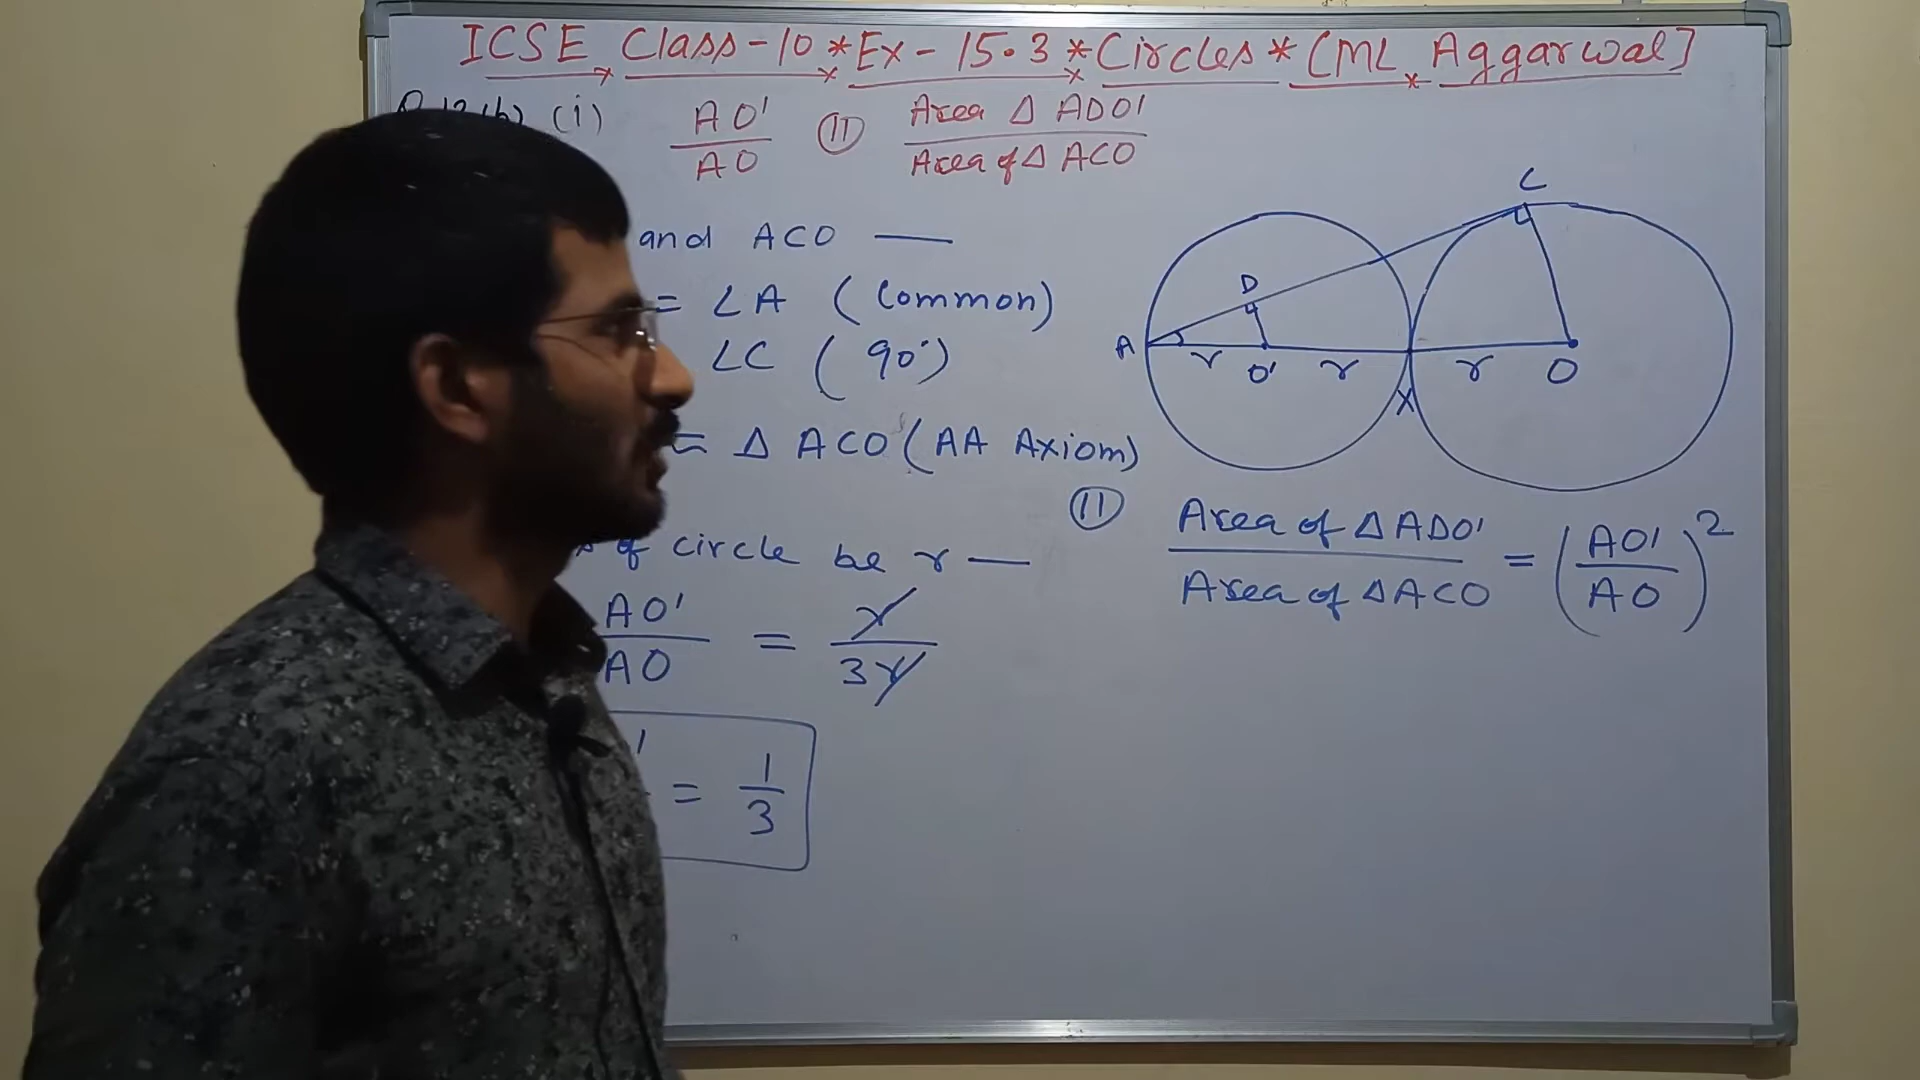 ICSE Class-10 * Ex-15.3 * Circles * [ML Aggarwal]
(i) AO' / AO (ii) Area Δ ADO' / Area of Δ ACO
and ACO —
= ∠A (Common)
∠C (90°)
≈ Δ ACO (AA Axiom)
of circle be r —
AO' / AO = r / 3r
= 1 / 3
C
D
A
r
O'
r
X
r
O
(ii) Area of Δ ADO' / Area of Δ ACO = (AO' / AO)²